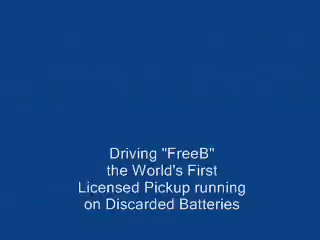 Driving "FreeB"
the World's First
Licensed Pickup running
on Discarded Batteries